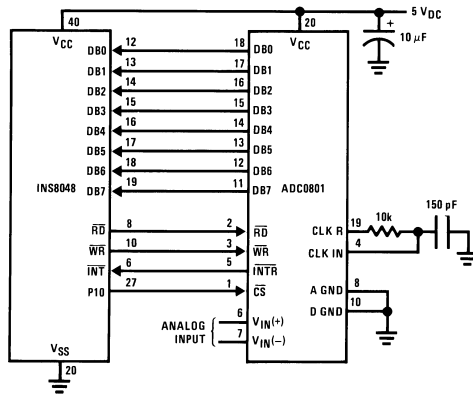 5 VDC
40
20
VCC
VCC
+
10 μF
DB0 12 18 DB0
DB1 13 17 DB1
DB2 14 16 DB2
DB3 15 15 DB3
DB4 16 14 DB4
DB5 17 13 DB5
DB6 18 12 DB6
DB7 19 11 DB7
INS8048
ADC0801
150 pF
RD 8 2 RD
WR 10 3 WR
INT 6 5 INTR
P10 27 1 CS
CLK R 19 10k
CLK IN 4
A GND 8
D GND 10
ANALOG
INPUT
6 VIN(+)
7 VIN(−)
VSS
20